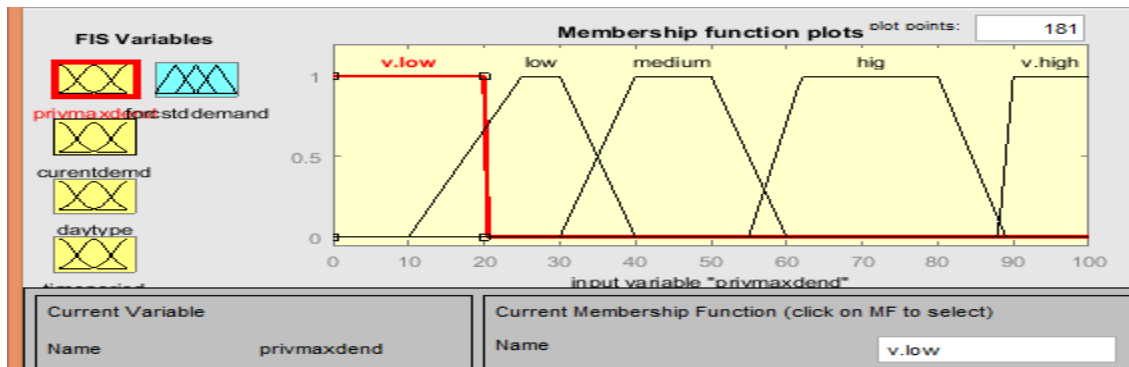 FIS Variables
Membership function plots
plot points:
181
v.low
low
medium
hig
v.high
1
0.5
0
0
10
20
30
40
50
60
70
80
90
100
input variable "privmaxdend"
curentdemd
daytype
Current Variable
Name
privmaxdend
Current Membership Function (click on MF to select)
Name
v.low